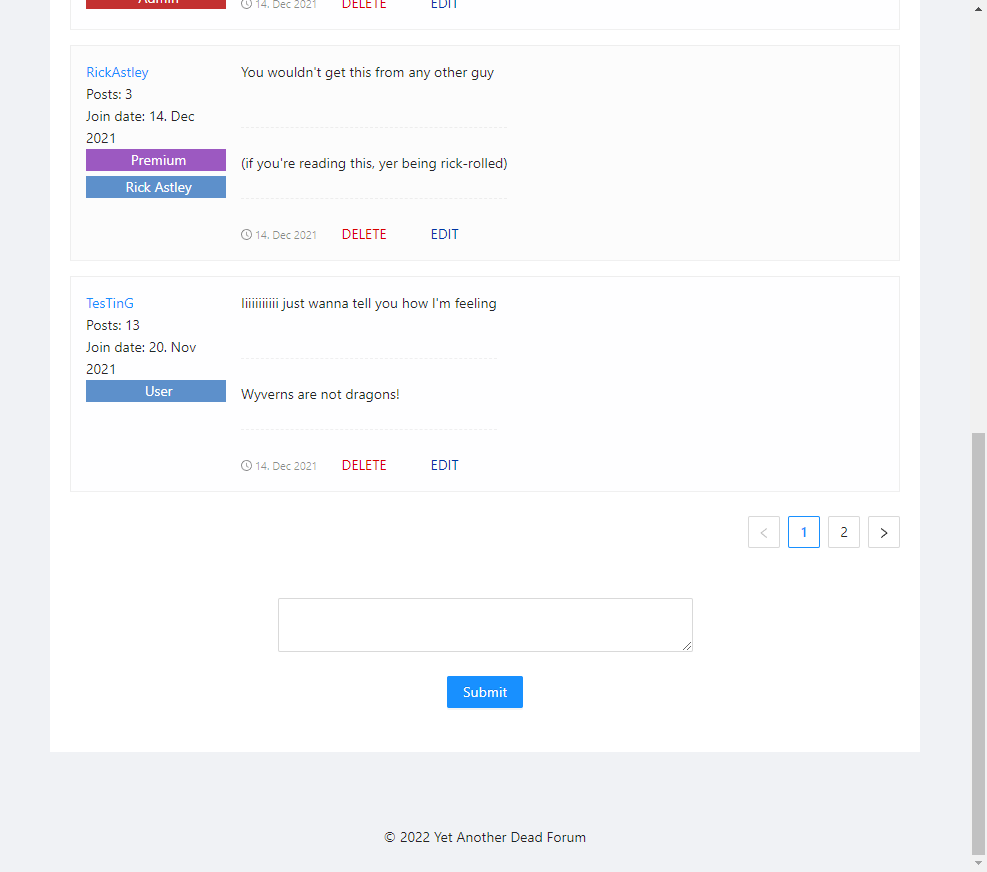 Admin
14. Dec 2021 DELETE EDIT
RickAstley
Posts: 3
Join date: 14. Dec
2021
Premium
Rick Astley
You wouldn't get this from any other guy
(if you're reading this, yer being rick-rolled)
14. Dec 2021 DELETE EDIT
TesTinG
Posts: 13
Join date: 20. Nov
2021
User
Iiiiiiiiiii just wanna tell you how I'm feeling
Wyverns are not dragons!
14. Dec 2021 DELETE EDIT
< 1 2 >
Submit
© 2022 Yet Another Dead Forum